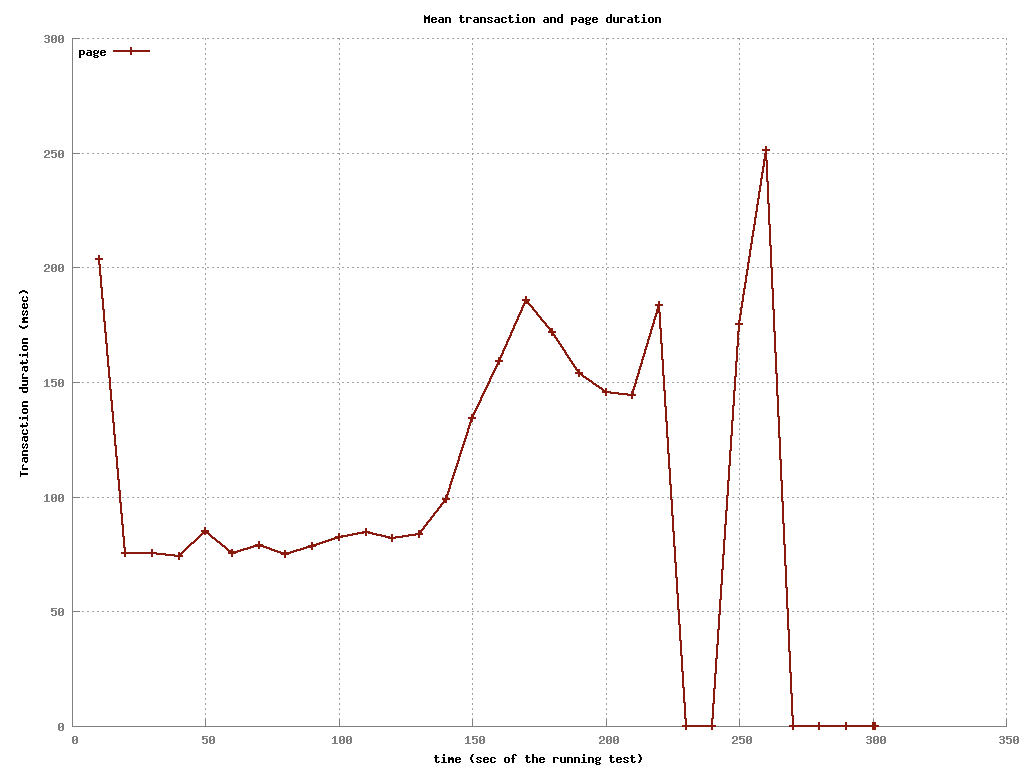 Mean transaction and page duration
300
page
250
200
150
100
50
0
Transaction duration (msec)
0 50 100 150 200 250 300 350
time (sec of the running test)